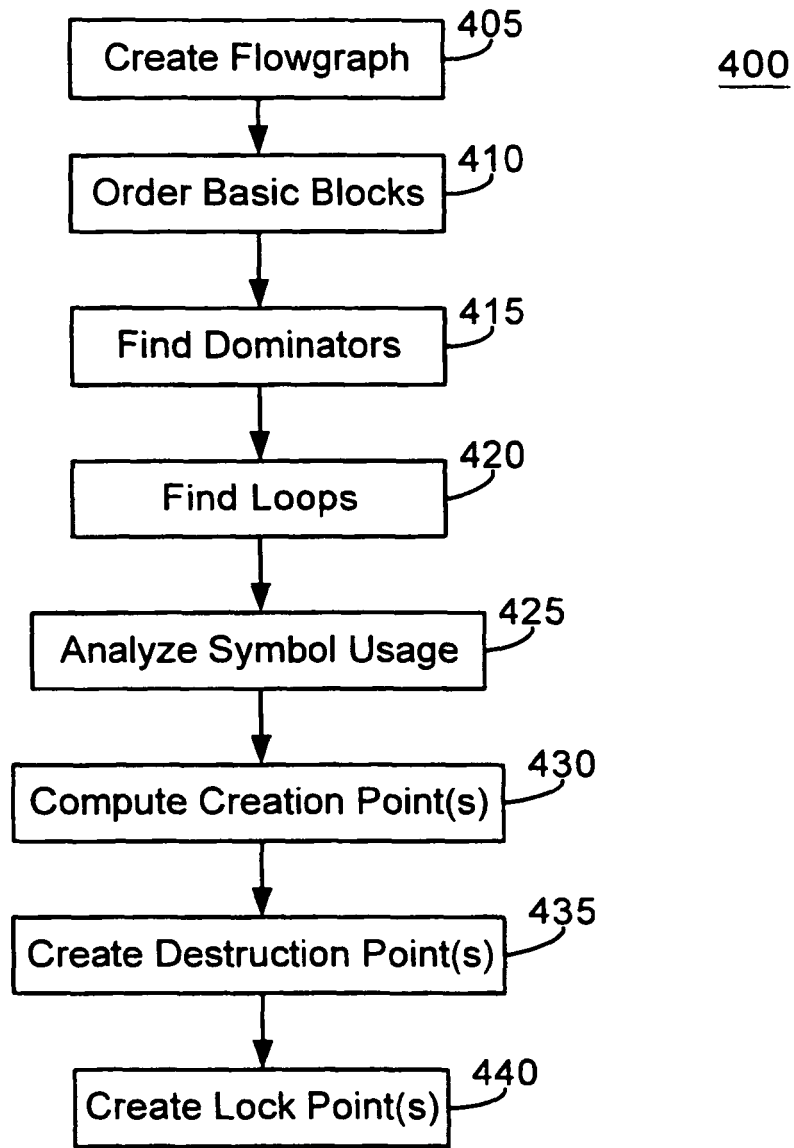 405
Create Flowgraph
400
410
Order Basic Blocks
415
Find Dominators
420
Find Loops
425
Analyze Symbol Usage
430
Compute Creation Point(s)
435
Create Destruction Point(s)
440
Create Lock Point(s)